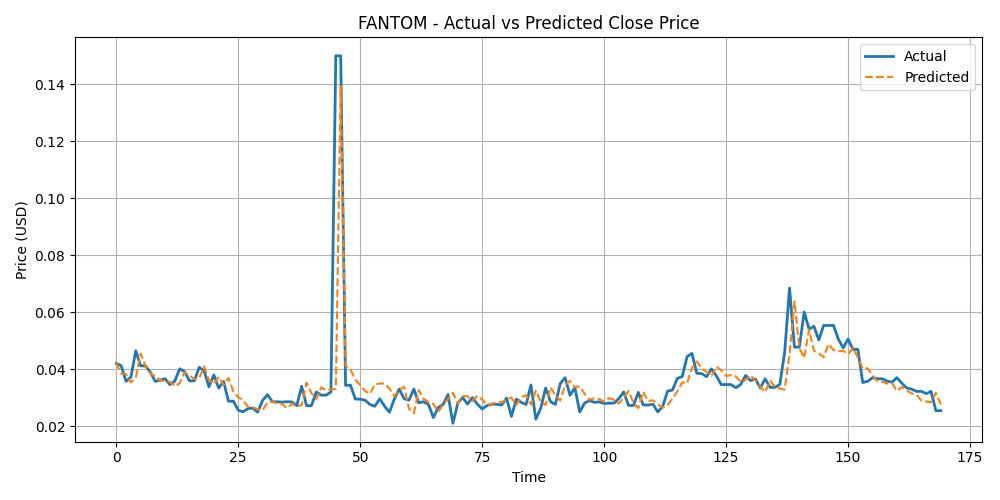 FANTOM - Actual vs Predicted Close Price
Actual
Predicted
Price (USD)
0.14
0.12
0.10
0.08
0.06
0.04
0.02
0 25 50 75 100 125 150 175
Time